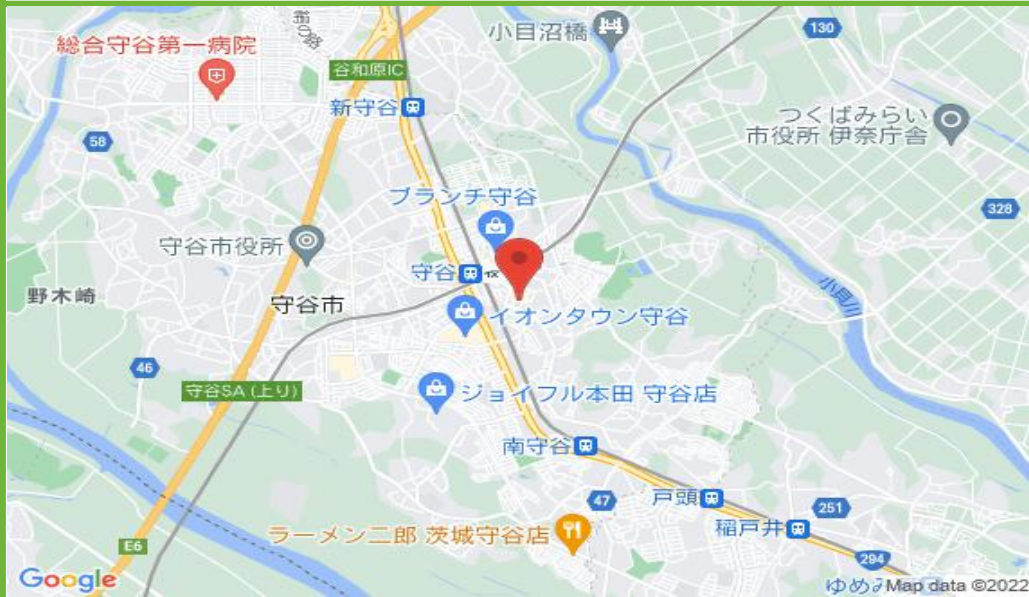 総合守谷第一病院
小目沼橋
130
谷和原IC
新守谷
つくばみらい
市役所 伊奈庁舎
58
ブランチ守谷
328
守谷市役所
守谷
野木崎
守谷市
小貝川
イオンタウン守谷
46
守谷SA (上り)
ジョイフル本田 守谷店
南守谷
47
戸頭
251
稲戸井
ラーメン二郎 茨城守谷店
E6
294
Google
ゆめみ
Map data ©2022